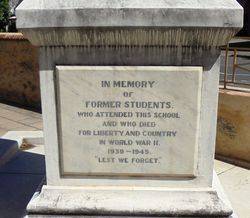 IN MEMORY
OF
FORMER STUDENTS
WHO ATTENDED THIS SCHOOL
AND WHO DIED
FOR LIBERTY AND COUNTRY
IN WORLD WAR II.
1939 - 1945.
"LEST WE FORGET."